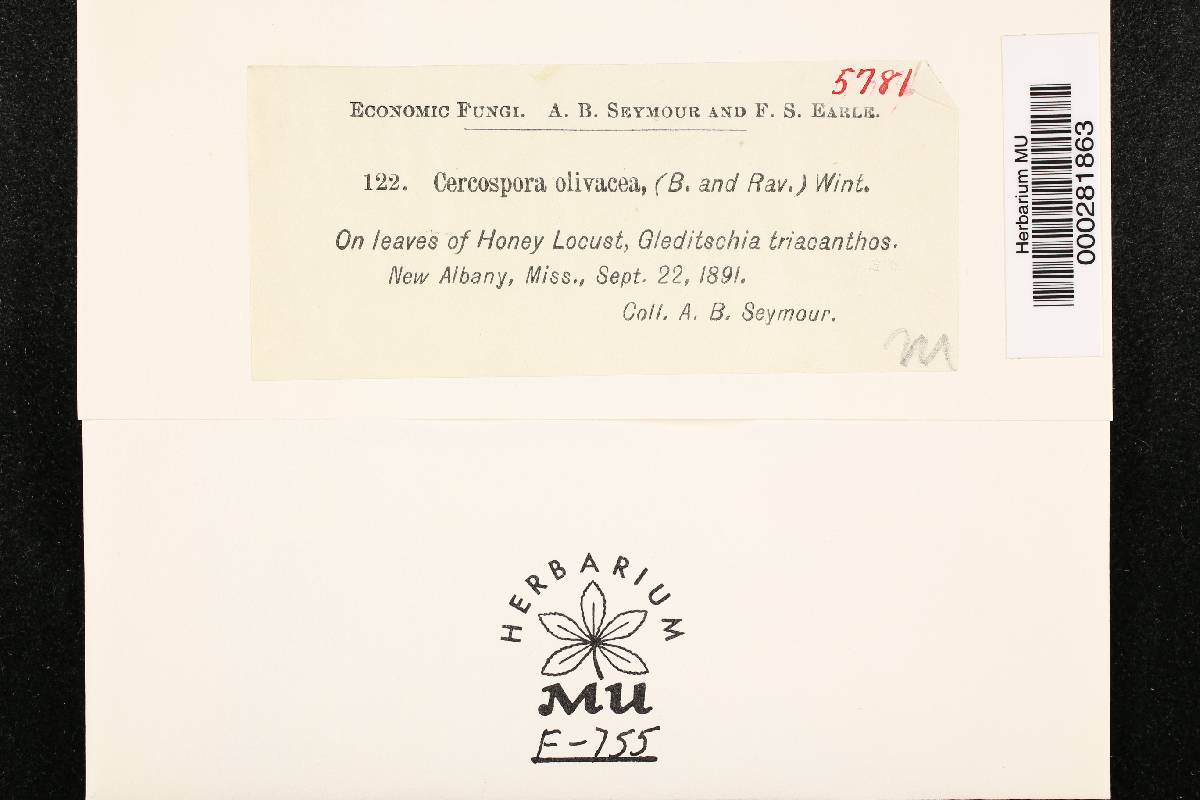 5781
ECONOMIC FUNGI. A. B. SEYMOUR AND F. S. EARLE.
122. Cercospora olivacea, (B. and Rav.) Wint.
On leaves of Honey Locust, Gleditschia triacanthos.
New Albany, Miss., Sept. 22, 1891.
Coll. A. B. Seymour.
m
Herbarium MU
000281863
HERBARIUM
MU
F-755